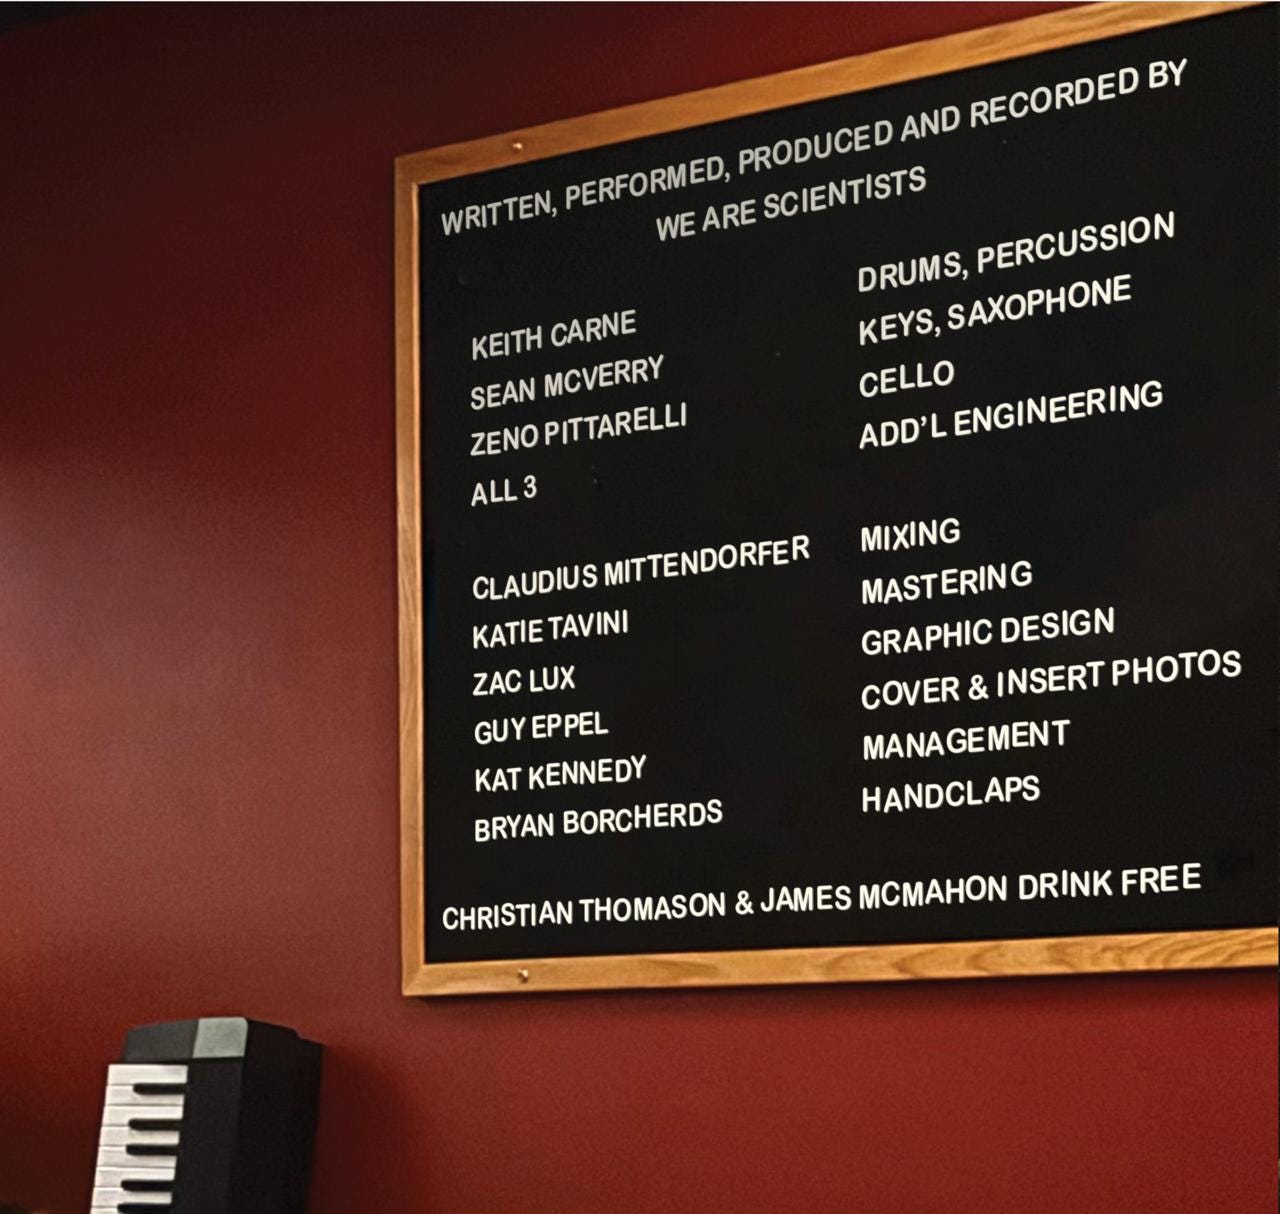 WRITTEN, PERFORMED, PRODUCED AND RECORDED BY
WE ARE SCIENTISTS
KEITH CARNE DRUMS, PERCUSSION
SEAN MCVERRY KEYS, SAXOPHONE
ZENO PITTARELLI CELLO
ALL 3 ADD'L ENGINEERING
CLAUDIUS MITTENDORFER MIXING
KATIE TAVINI MASTERING
ZAC LUX GRAPHIC DESIGN
GUY EPPEL COVER & INSERT PHOTOS
KAT KENNEDY MANAGEMENT
BRYAN BORCHERDS HANDCLAPS
CHRISTIAN THOMASON & JAMES MCMAHON DRINK FREE